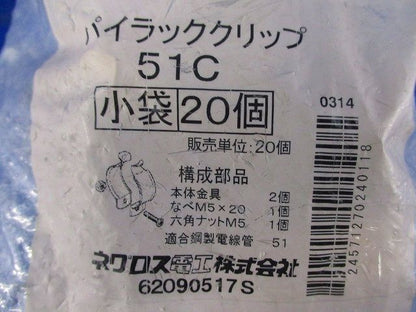 パイラッククリップ
51C
小袋 20個
0314
販売単位:20個
構成部品
本体金具 2個
なべM5×20 1個
六角ナットM5 1個
適合鋼製電線管 51
ネグロス電工株式会社
62090517S
2457127024011​8